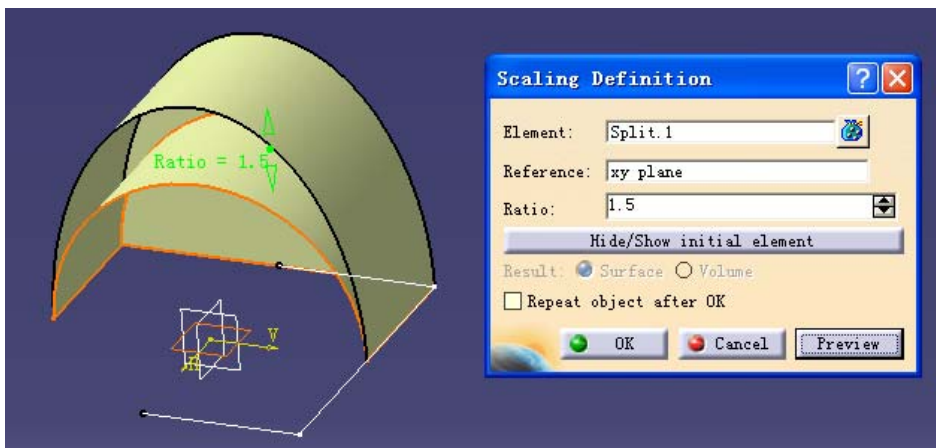 Ratio = 1.5
V
Scaling Definition
?
Element: Split.1
Reference: xy plane
Ratio: 1.5
Hide/Show initial element
Result: Surface Volume
Repeat object after OK
OK Cancel Preview